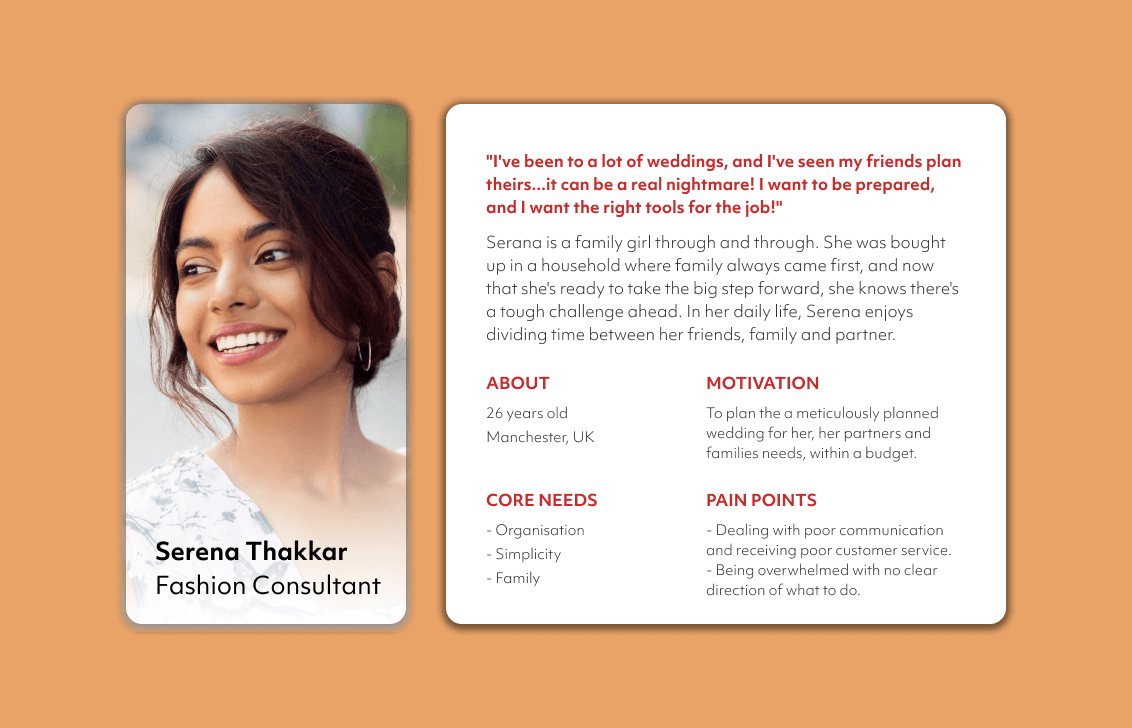 Serena Thakkar
Fashion Consultant
"I've been to a lot of weddings, and I've seen my friends plan
theirs...it can be a real nightmare! I want to be prepared,
and I want the right tools for the job!"
Serana is a family girl through and through. She was bought
up in a household where family always came first, and now
that she's ready to take the big step forward, she knows there's
a tough challenge ahead. In her daily life, Serena enjoys
dividing time between her friends, family and partner.
ABOUT
26 years old
Manchester, UK
MOTIVATION
To plan the a meticulously planned
wedding for her, her partners and
families needs, within a budget.
CORE NEEDS
- Organisation
- Simplicity
- Family
PAIN POINTS
- Dealing with poor communication
and receiving poor customer service.
- Being overwhelmed with no clear
direction of what to do.